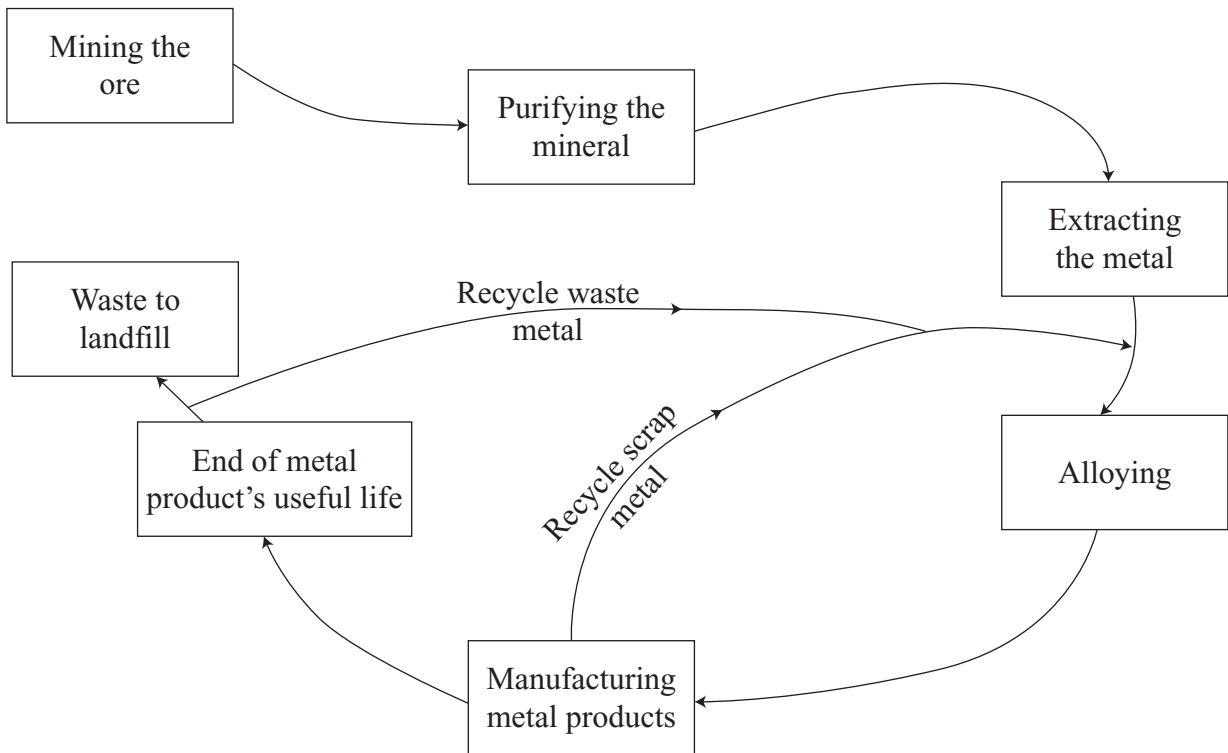 Mining the
ore
Purifying the
mineral
Extracting
the metal
Waste to
landfill
Recycle waste
metal
Recycle scrap
metal
End of metal
product’s useful life
Alloying
Manufacturing
metal products